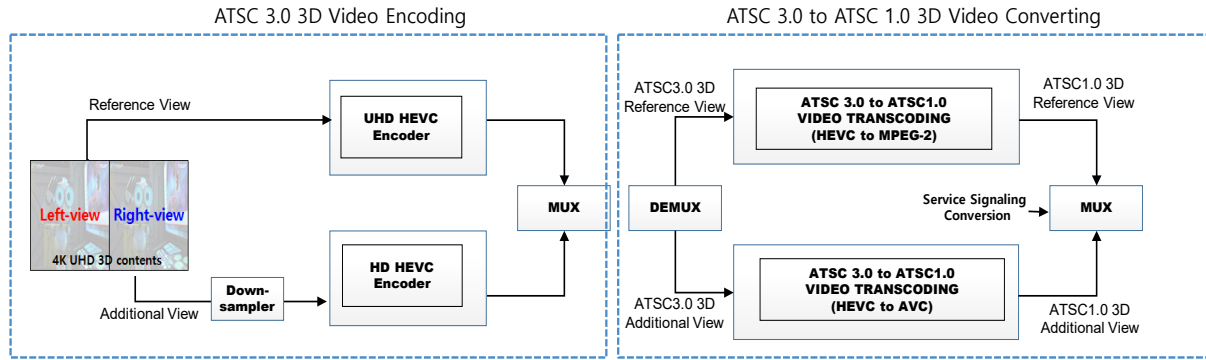 ATSC 3.0 3D Video Encoding
Reference View
UHD HEVC
Encoder
Left-view
Right-view
4K UHD 3D contents
MUX
HD HEVC
Encoder
Down-
sampler
Additional View
ATSC 3.0 to ATSC 1.0 3D Video Converting
ATSC3.0 3D
Reference View
ATSC 3.0 to ATSC1.0
VIDEO TRANSCODING
(HEVC to MPEG-2)
ATSC1.0 3D
Reference View
DEMUX
Service Signaling
Conversion
MUX
ATSC3.0 3D
Additional View
ATSC 3.0 to ATSC1.0
VIDEO TRANSCODING
(HEVC to AVC)
ATSC1.0 3D
Additional View